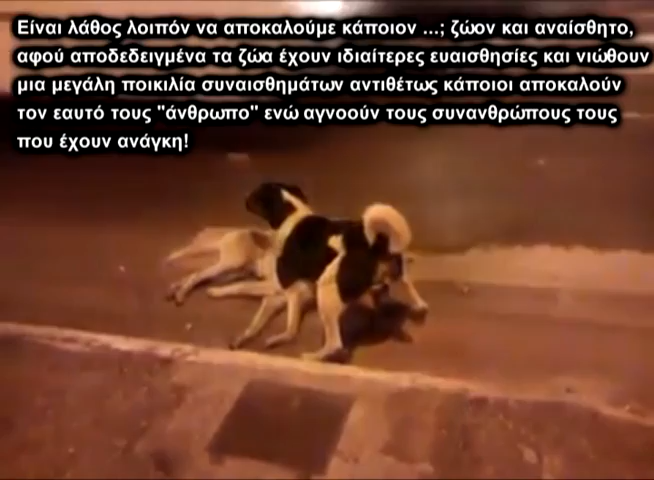 Είναι λάθος λοιπόν να αποκαλούμε κάποιον ...; ζώον και αναίσθητο,
αφού αποδεδειγμένα τα ζώα έχουν ιδιαίτερες ευαισθησίες και νιώθουν
μια μεγάλη ποικιλία συναισθημάτων αντιθέτως κάποιοι αποκαλούν
τον εαυτό τους "άνθρωπο" ενώ αγνοούν τους συνανθρώπους τους
που έχουν ανάγκη!